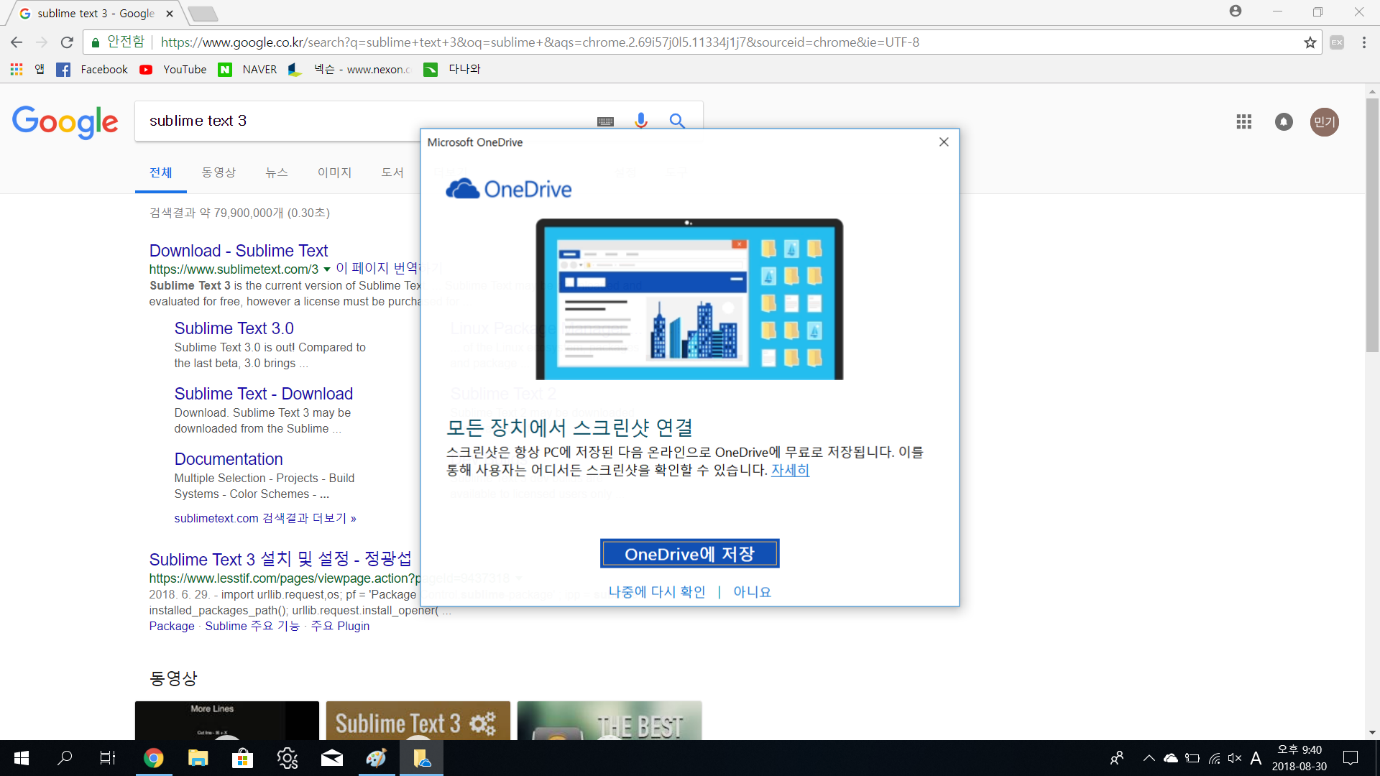 sublime text 3 - Google
안전함
https://www.google.co.kr/search?q=sublime+text+3&oq=sublime+&aqs=chrome.2.69i57j0l5.11334j1j7&sourceid=chrome&ie=UTF-8
EK
앱 Facebook YouTube N NAVER 넥슨 - www.nexon.c 다나와
Google
sublime text 3
민기
전체 동영상 뉴스 이미지 도서
검색결과 약 79,900,000개 (0.30초)
Download - Sublime Text
https://www.sublimetext.com/3 이 페이지 번역
Sublime Text 3 is the current version of Sublime Tex
evaluated for free, however a license must be purcha
Sublime Text 3.0
Sublime Text 3.0 is out! Compared to
the last beta, 3.0 brings ...
Sublime Text - Download
Download. Sublime Text 3 may be
downloaded from the Sublime ...
Documentation
Multiple Selection - Projects - Build
Systems - Color Schemes - ...
sublimetext.com 검색결과 더보기 »
Sublime Text 3 설치 및 설정 - 정광섭
https://www.lesstif.com/pages/viewpage.action?p
2018. 6. 29. - import urllib.request,os; pf = 'Package
installed_packages_path(); urllib.request.install_opener( ...
Package · Sublime 주요 기능 · 주요 Plugin
동영상
More Lines
Sublime Text 3
THE BEST
Microsoft OneDrive
OneDrive
모든 장치에서 스크린샷 연결
스크린샷은 항상 PC에 저장된 다음 온라인으로 OneDrive에 무료로 저장됩니다. 이를
통해 사용자는 어디서든 스크린샷을 확인할 수 있습니다. 자세히
OneDrive에 저장
나중에 다시 확인 | 아니요
A
오후 9:40
2018-08-30